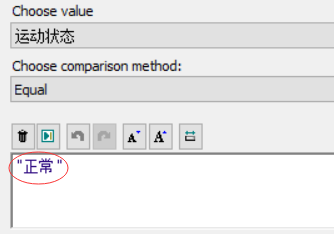 Choose value
运动状态
Choose comparison method:
Equal
A A
"正常"